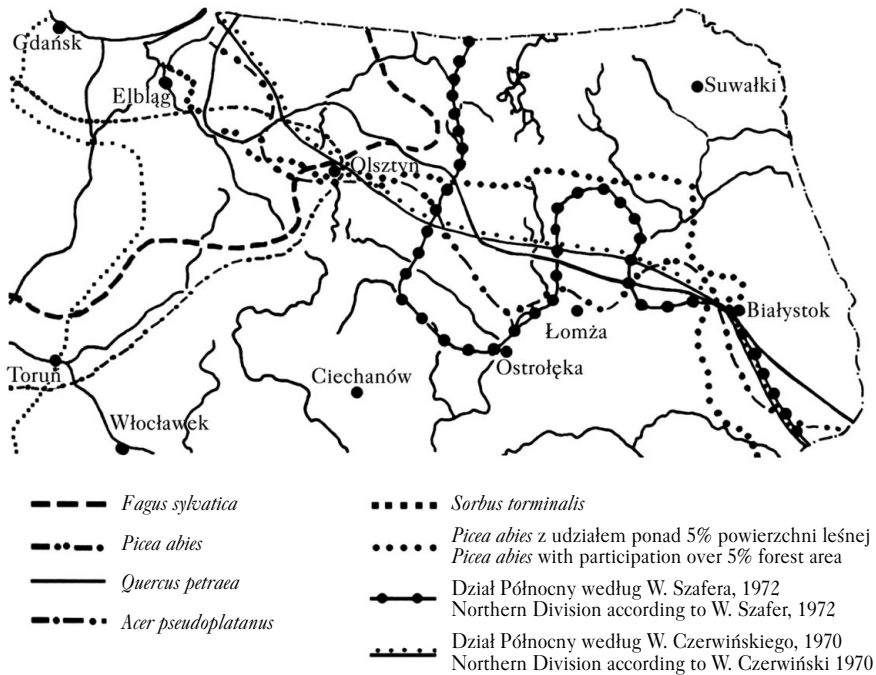 Gdańsk
Suwałki
Elbląg
Olsztyn
Białystok
Łomża
Ostrołęka
Toruń
Ciechanów
Włocławek
Fagus sylvatica
Picea abies
Quercus petraea
Acer pseudoplatanus
Sorbus torminalis
Picea abies z udziałem ponad 5% powierzchni leśnej
Picea abies with participation over 5% forest area
Dział Północny według W. Szafera, 1972
Northern Division according to W. Szafer, 1972
Dział Północny według W. Czerwińskiego, 1970
Northern Division according to W. Czerwiński 1970